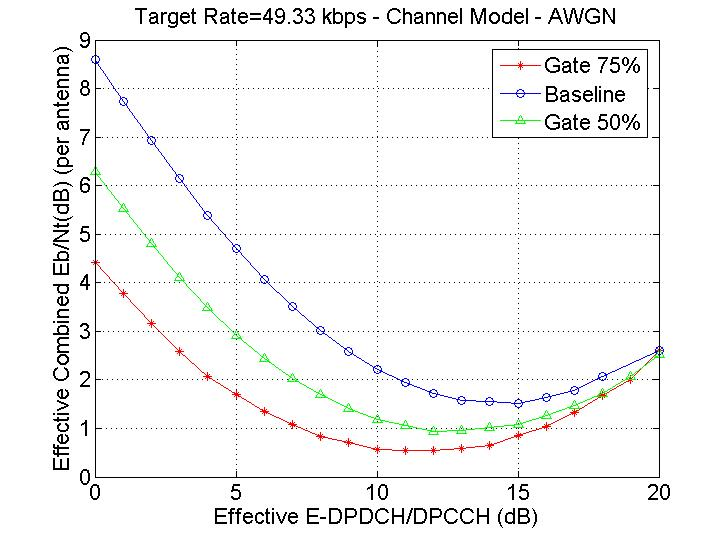 Target Rate=49.33 kbps - Channel Model - AWGN
Effective Combined Eb/Nt(dB) (per antenna)
9
8
7
6
5
4
3
2
1
0
Gate 75%
Baseline
Gate 50%
0 5 10 15 20
Effective E-DPDCH/DPCCH (dB)